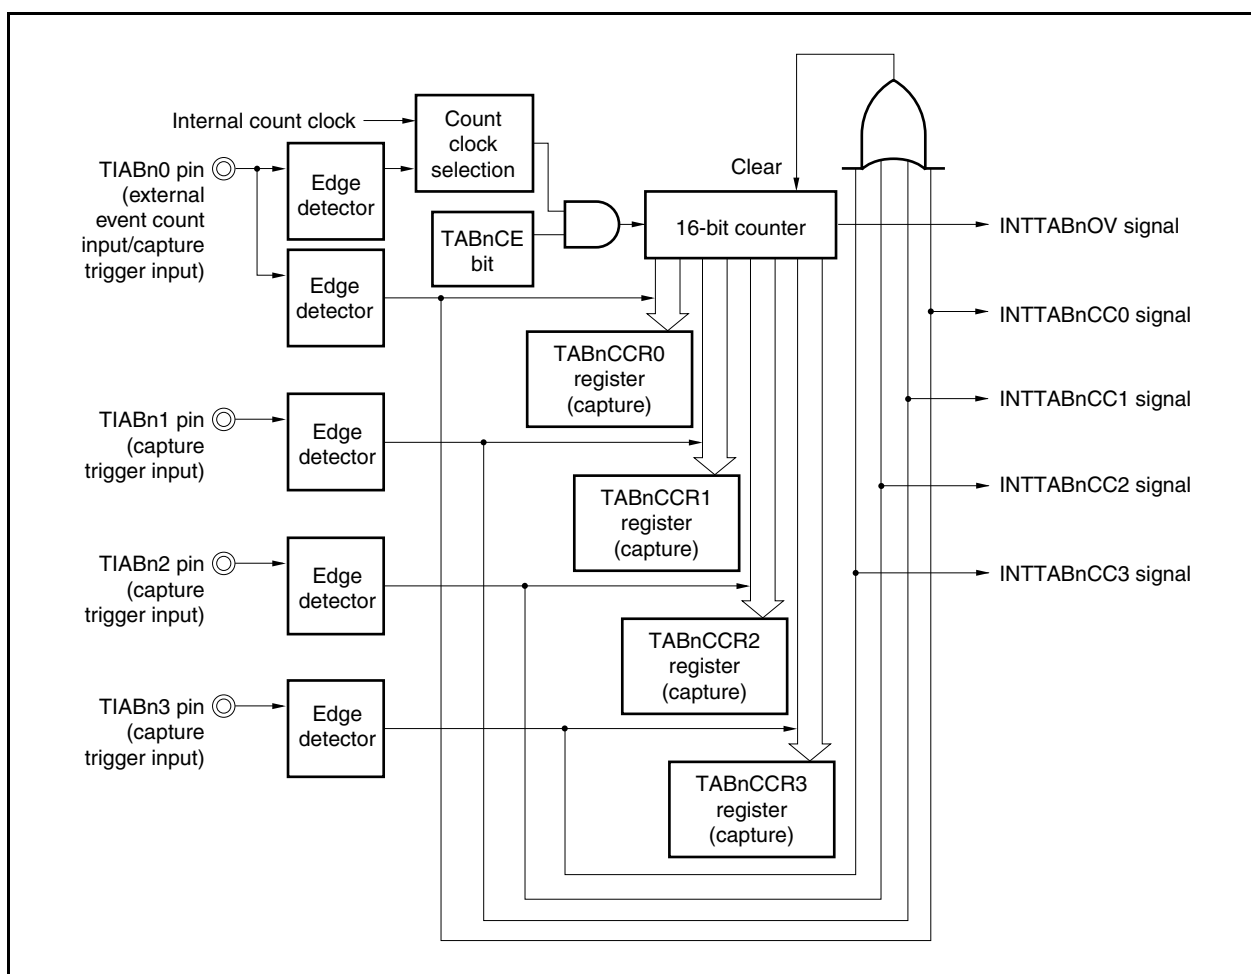 Internal count clock
Count
clock
selection
TIABn0 pin
(external
event count
input/capture
trigger input)
Edge
detector
Clear
TABnCE
bit
16-bit counter
INTTABnOV signal
Edge
detector
INTTABnCC0 signal
TABnCCR0
register
(capture)
TIABn1 pin
(capture
trigger input)
Edge
detector
INTTABnCC1 signal
TABnCCR1
register
(capture)
INTTABnCC2 signal
TIABn2 pin
(capture
trigger input)
Edge
detector
INTTABnCC3 signal
TABnCCR2
register
(capture)
TIABn3 pin
(capture
trigger input)
Edge
detector
TABnCCR3
register
(capture)